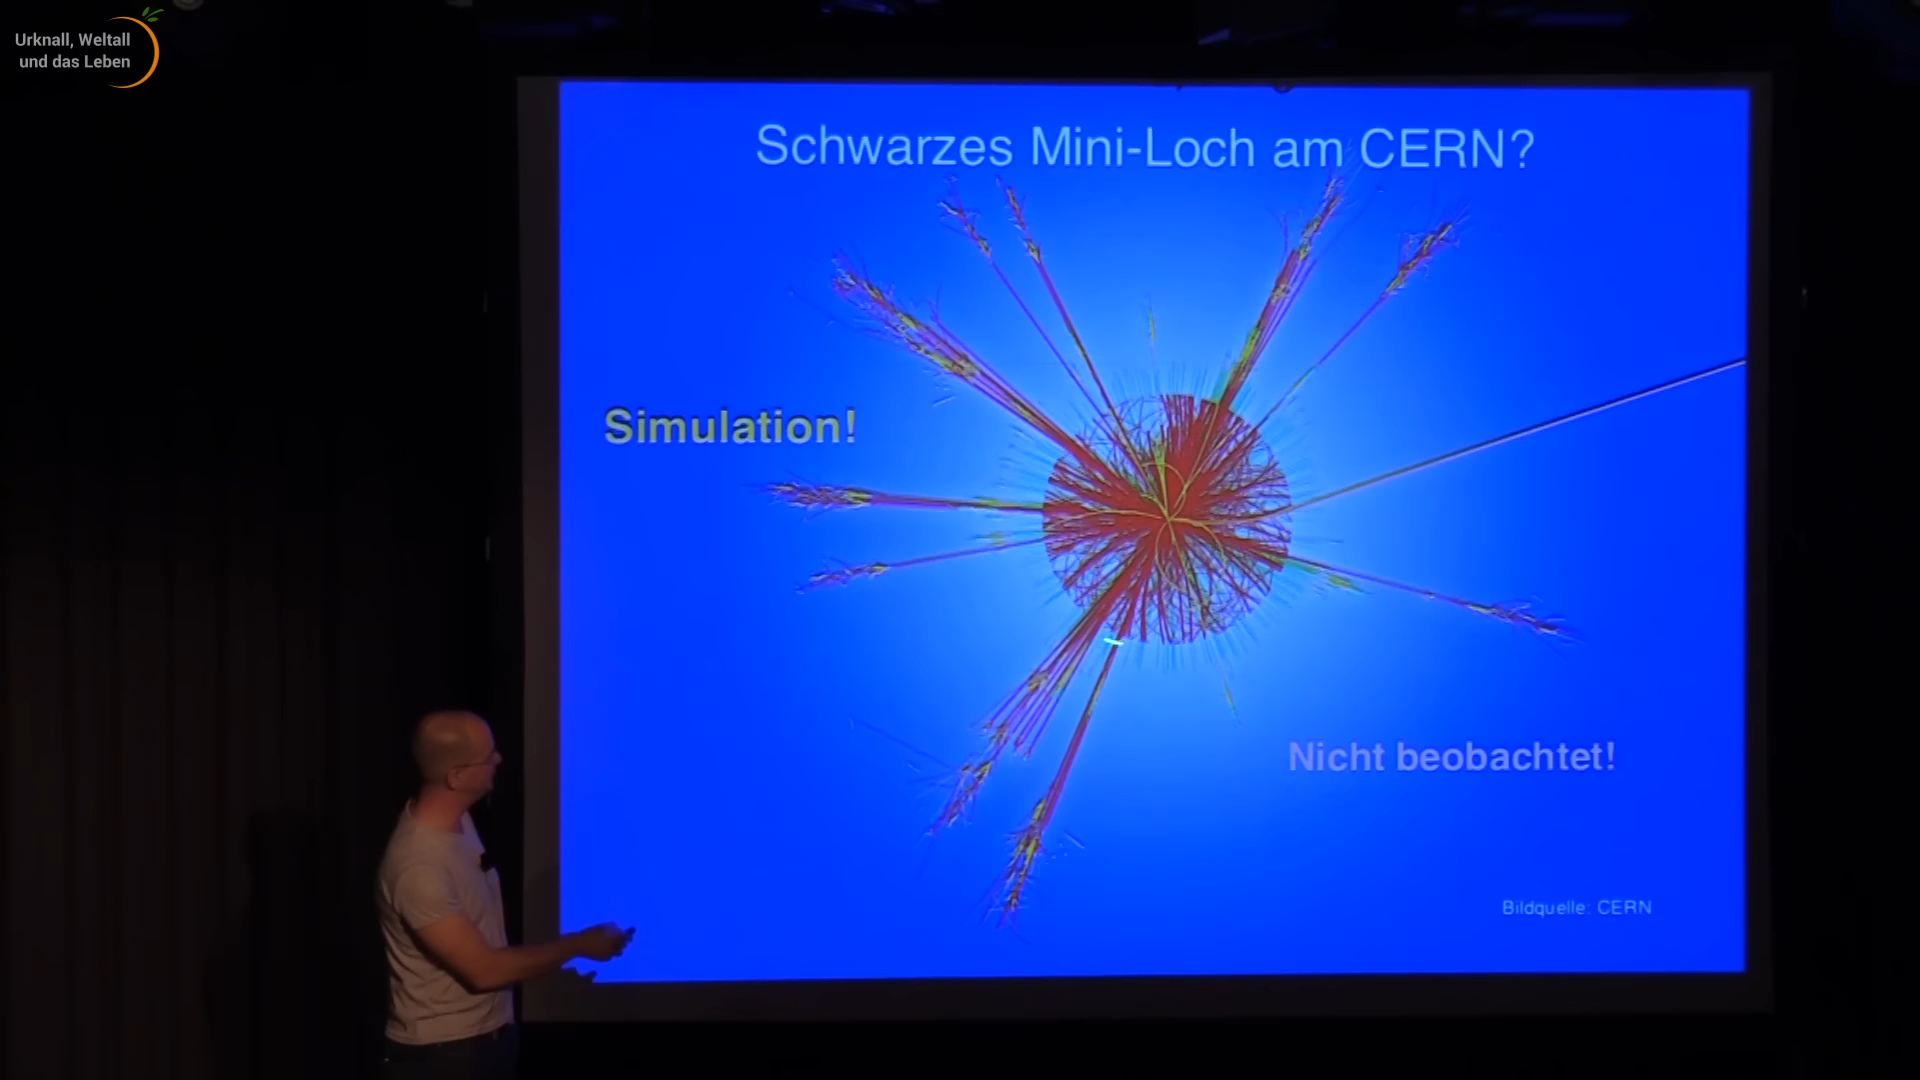 Urknall, Weltall
und das Leben
Schwarzes Mini-Loch am CERN?
Simulation!
Nicht beobachtet!
Bildquelle: CERN